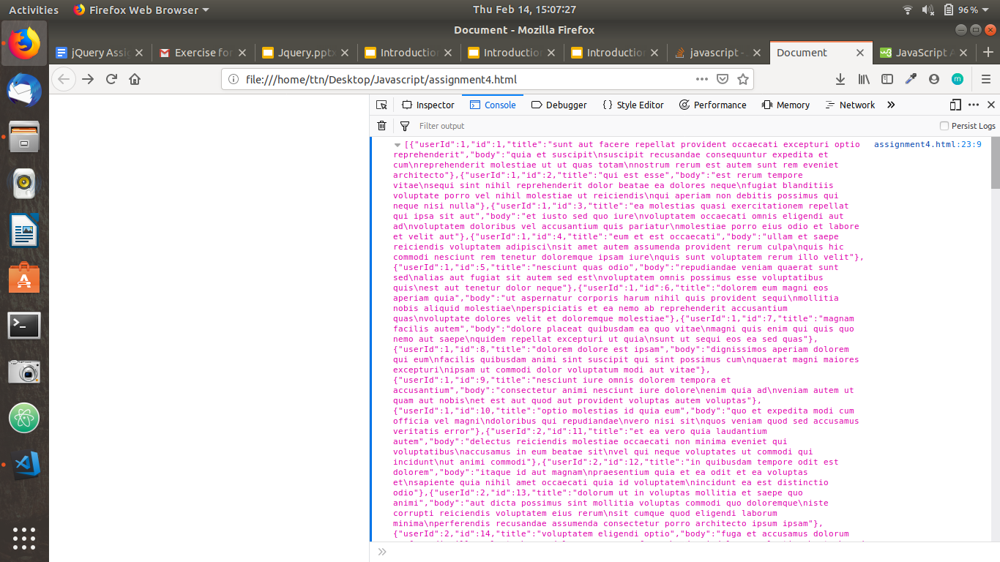 Activities Firefox Web Browser Thu Feb 14, 15:07:27 96%
Document - Mozilla Firefox
jQuery Assig Exercise for Jquery.pptx Introduction Introduction Introduction javascript - Document JavaScript A
file:///home/ttn/Desktop/Javascript/assignment4.html
Inspector Console Debugger {} Style Editor Performance Memory Network
Filter output Persist Logs
[{"userId":1,"id":1,"title":"sunt aut facere repellat provident occaecati excepturi optio assignment4.html:23:9
reprehenderit","body":"quia et suscipit\nsuscipit recusandae consequuntur expedita et
cum\nreprehenderit molestiae ut ut quas totam\nnostrum rerum est autem sunt rem eveniet
architecto"},{"userId":1,"id":2,"title":"qui est esse","body":"est rerum tempore
vitae\nsequi sint nihil reprehenderit dolor beatae ea dolores neque\nfugiat blanditiis
voluptate porro vel nihil molestiae ut reiciendis\nqui aperiam non debitis possimus qui
neque nisi nulla"},{"userId":1,"id":3,"title":"ea molestias quasi exercitationem repellat
qui ipsa sit aut","body":"et iusto sed quo iure\nvoluptatem occaecati omnis eligendi aut
ad\nvoluptatem doloribus vel accusantium quis pariatur\nmolestiae porro eius odio et labore
et velit aut"},{"userId":1,"id":4,"title":"eum et est occaecati","body":"ullam et saepe
reiciendis voluptatem adipisci\nsit amet autem assumenda provident rerum culpa\nquis hic
commodi nesciunt rem tenetur doloremque ipsam iure\nquis sunt voluptatem rerum illo velit"},
{"userId":1,"id":5,"title":"nesciunt quas odio","body":"repudiandae veniam quaerat sunt
sed\nalias aut fugiat sit autem sed est\nvoluptatem omnis possimus esse voluptatibus
quis\nest aut tenetur dolor neque"},{"userId":1,"id":6,"title":"dolorem eum magni eos
aperiam quia","body":"ut aspernatur corporis harum nihil quis provident sequi\nmollitia
nobis aliquid molestiae\nperspiciatis et ea nemo ab reprehenderit accusantium
quas\nvoluptate dolores velit et doloremque molestiae"},{"userId":1,"id":7,"title":"magnam
facilis autem","body":"dolore placeat quibusdam ea quo vitae\nmagni quis enim qui quis quo
nemo aut saepe\nquidem repellat excepturi ut quia\nsunt ut sequi eos ea sed quas"},
{"userId":1,"id":8,"title":"dolorem dolore est ipsam","body":"dignissimos aperiam dolorem
qui eum\nfacilis quibusdam animi sint suscipit qui sint possimus cum\nquaerat magni maiores
excepturi\nipsam ut commodi dolor voluptatum modi aut vitae"},
{"userId":1,"id":9,"title":"nesciunt iure omnis dolorem tempora et
accusantium","body":"consectetur animi nesciunt iure dolore\nenim quia ad\nveniam autem ut
quam aut nobis\net est aut quod aut provident voluptas autem voluptas"},
{"userId":1,"id":10,"title":"optio molestias id quia eum","body":"quo et expedita modi cum
officia vel magni\ndoloribus qui repudiandae\nvero nisi sit\nquos veniam quod sed accusamus
veritatis error"},{"userId":2,"id":11,"title":"et ea vero quia laudantium
autem","body":"delectus reiciendis molestiae occaecati non minima eveniet qui
voluptatibus\naccusamus in eum beatae sit\nvel qui neque voluptates ut commodi qui
incidunt\nut animi commodi"},{"userId":2,"id":12,"title":"in quibusdam tempore odit est
dolorem","body":"itaque id aut magnam\npraesentium quia et ea odit et ea voluptas
et\nsapiente quia nihil amet occaecati quia id voluptatem\nincidunt ea est distinctio
odio"},{"userId":2,"id":13,"title":"dolorum ut in voluptas mollitia et saepe quo
animi","body":"aut dicta possimus sint mollitia voluptas commodi quo doloremque\niste
corrupti reiciendis voluptatem eius rerum\nsit cumque quod eligendi laborum
minima\nperferendis recusandae assumenda consectetur porro architecto ipsum ipsam"},
{"userId":2,"id":14,"title":"voluptatem eligendi optio","body":"fuga et accusamus dolorum